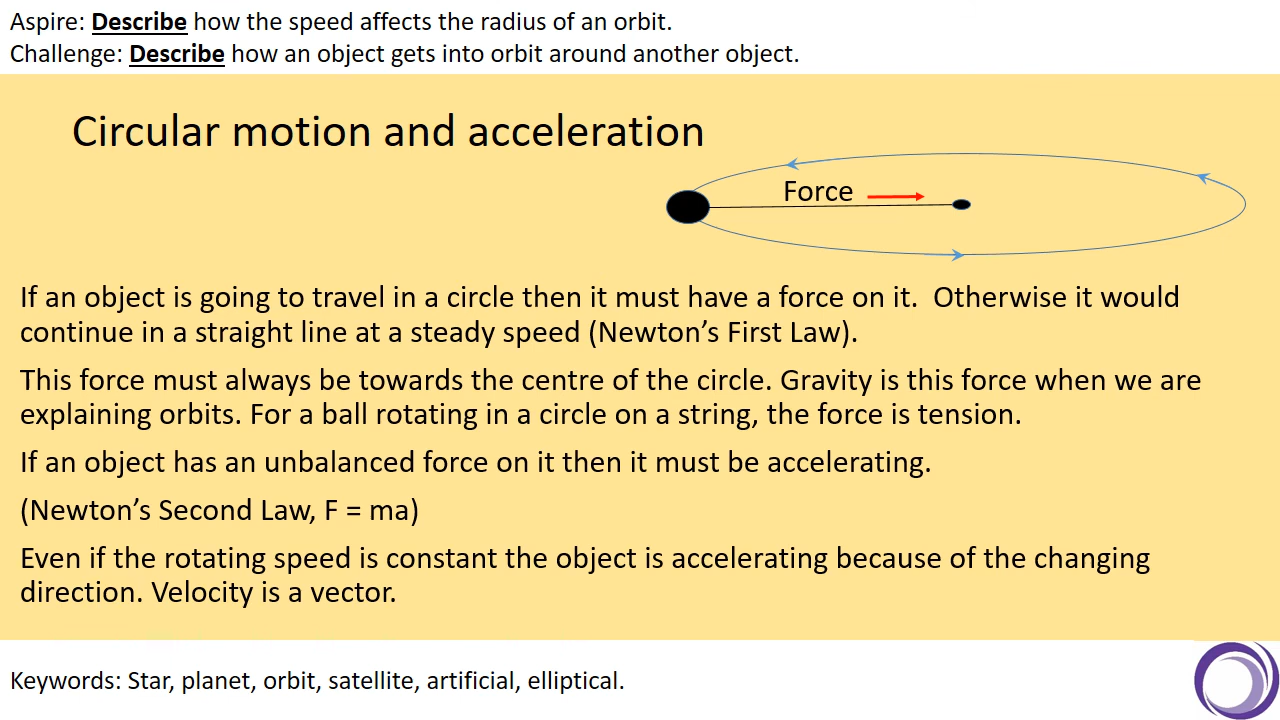 Aspire: Describe how the speed affects the radius of an orbit.
Challenge: Describe how an object gets into orbit around another object.
Circular motion and acceleration
Force
If an object is going to travel in a circle then it must have a force on it.  Otherwise it would
continue in a straight line at a steady speed (Newton’s First Law).
This force must always be towards the centre of the circle. Gravity is this force when we are
explaining orbits. For a ball rotating in a circle on a string, the force is tension.
If an object has an unbalanced force on it then it must be accelerating.
(Newton’s Second Law, F = ma)
Even if the rotating speed is constant the object is accelerating because of the changing
direction. Velocity is a vector.
Keywords: Star, planet, orbit, satellite, artificial, elliptical.